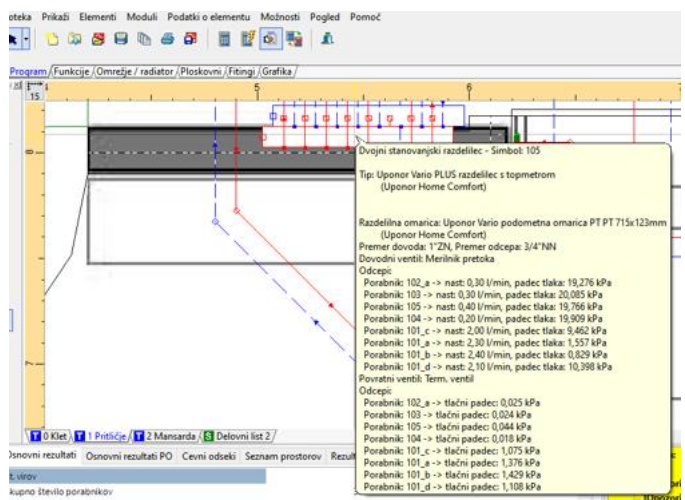 Prikaži Elementi Moduli Podatki o elementu Možnosti Pogled Pomoč
Program Funkcije Omrežje / radiator Ploskovni Fitingi Grafika
15
5
6
8
7
Dvojni stanovanjski razdelilec - Simbol: 105
Tip: Uponor Vario PLUS razdelilec s topmetrom
(Uponor Home Comfort)
Razdelilna omarica: Uponor Vario podometna omarica PT PT 715x123mm
(Uponor Home Comfort)
Premer dovoda: 1"ZN, Premer odcepa: 3/4"NN
Dovodni ventil: Merilnik pretoka
Odcepi:
Porabnik: 102_a -> nast: 0,30 l/min, padec tlaka: 19,276 kPa
Porabnik: 103 -> nast: 0,30 l/min, padec tlaka: 20,085 kPa
Porabnik: 105 -> nast: 0,40 l/min, padec tlaka: 19,766 kPa
Porabnik: 104 -> nast: 0,20 l/min, padec tlaka: 19,909 kPa
Porabnik: 101_c -> nast: 2,00 l/min, padec tlaka: 9,462 kPa
Porabnik: 101_a -> nast: 2,30 l/min, padec tlaka: 1,557 kPa
Porabnik: 101_b -> nast: 2,40 l/min, padec tlaka: 0,829 kPa
Porabnik: 101_d -> nast: 2,10 l/min, padec tlaka: 10,398 kPa
Povratni ventil: Term. ventil
Odcepi:
Porabnik: 102_a -> tlačni padec: 0,025 kPa
Porabnik: 103 -> tlačni padec: 0,024 kPa
Porabnik: 105 -> tlačni padec: 0,044 kPa
Porabnik: 104 -> tlačni padec: 0,018 kPa
Porabnik: 101_c -> tlačni padec: 1,075 kPa
Porabnik: 101_a -> tlačni padec: 1,376 kPa
Porabnik: 101_b -> tlačni padec: 1,429 kPa
Porabnik: 101_d -> tlačni padec: 1,108 kPa
T 0 Klet T 1 Pritličje T 2 Mansarda S Delovni list 2
Osnovni rezultati Osnovni rezultati PO Cevni odseki Seznam prostorov
t. virov
skupno število porabnikov